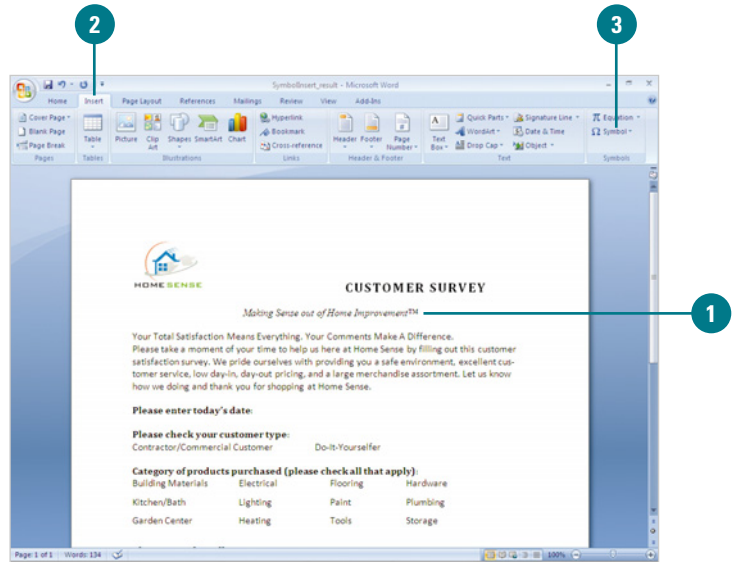 2
3
SymbolInsert_result - Microsoft Word
Home Insert Page Layout References Mailings Review View Add-Ins
Cover Page
Blank Page
Page Break
Pages
Table
Tables
Picture Clip Art Shapes SmartArt Chart
Illustrations
Hyperlink
Bookmark
Cross-reference
Links
Header Footer Page Number
Header & Footer
A
Text Box
Quick Parts
WordArt
Drop Cap
Signature Line
Date & Time
Object
Text
π Equation
Ω Symbol
Symbols
HOME SENSE
CUSTOMER SURVEY
Making Sense out of Home Improvement™
1
Your Total Satisfaction Means Everything. Your Comments Make A Difference.
Please take a moment of your time to help us here at Home Sense by filling out this customer
satisfaction survey. We pride ourselves with providing you a safe environment, excellent cus-
tomer service, low day-in, day-out pricing, and a large merchandise assortment. Let us know
how we doing and thank you for shopping at Home Sense.
Please enter today's date:
Please check your customer type:
Contractor/Commercial Customer Do-It-Yourselfer
Category of products purchased (please check all that apply):
Building Materials Electrical Flooring Hardware
Kitchen/Bath Lighting Paint Plumbing
Garden Center Heating Tools Storage
Page: 1 of 1 Words: 134 100%